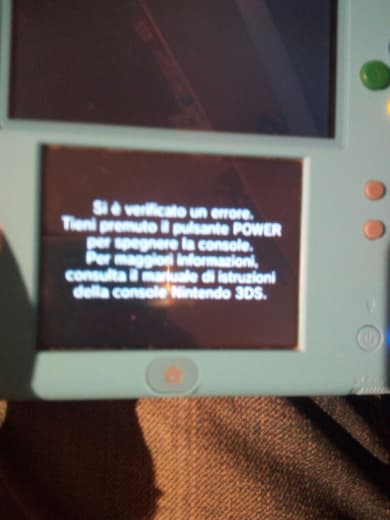 Si è verificato un errore.
Tieni premuto il pulsante POWER
per spegnere la console.
Per maggiori informazioni,
consulta il manuale di istruzioni
della console Nintendo 3DS.